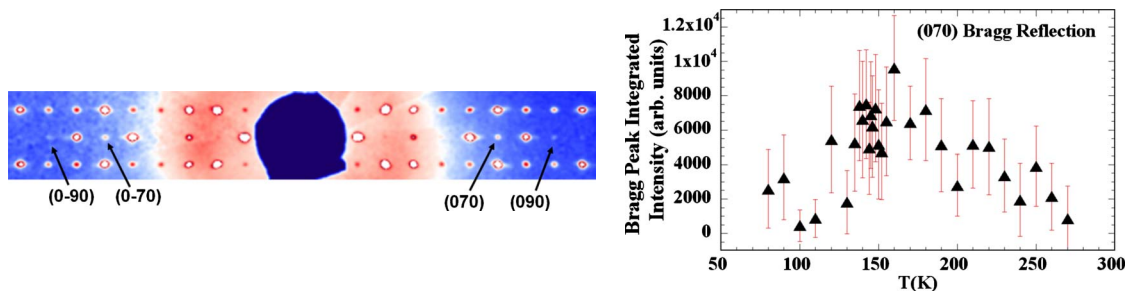 (0-90)
(0-70)
(070)
(090)
(070) Bragg Reflection
Bragg Peak Integrated
Intensity (arb. units)
1.2x10⁴
1x10⁴
8000
6000
4000
2000
0
50
100
150
200
250
300
T(K)